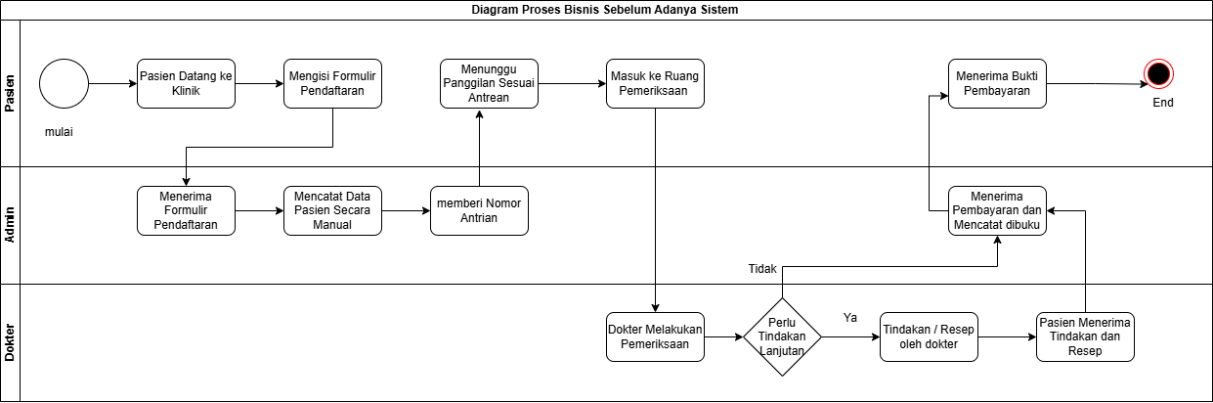 Diagram Proses Bisnis Sebelum Adanya Sistem
Pasien
mulai
Pasien Datang ke
Klinik
Mengisi Formulir
Pendaftaran
Menunggu
Panggilan Sesuai
Antrean
Masuk ke Ruang
Pemeriksaan
Menerima Bukti
Pembayaran
End
Admin
Menerima
Formulir
Pendaftaran
Mencatat Data
Pasien Secara
Manual
memberi Nomor
Antrian
Menerima
Pembayaran dan
Mencatat dibuku
Tidak
Dokter
Dokter Melakukan
Pemeriksaan
Perlu
Tindakan
Lanjutan
Ya
Tindakan / Resep
oleh dokter
Pasien Menerima
Tindakan dan
Resep